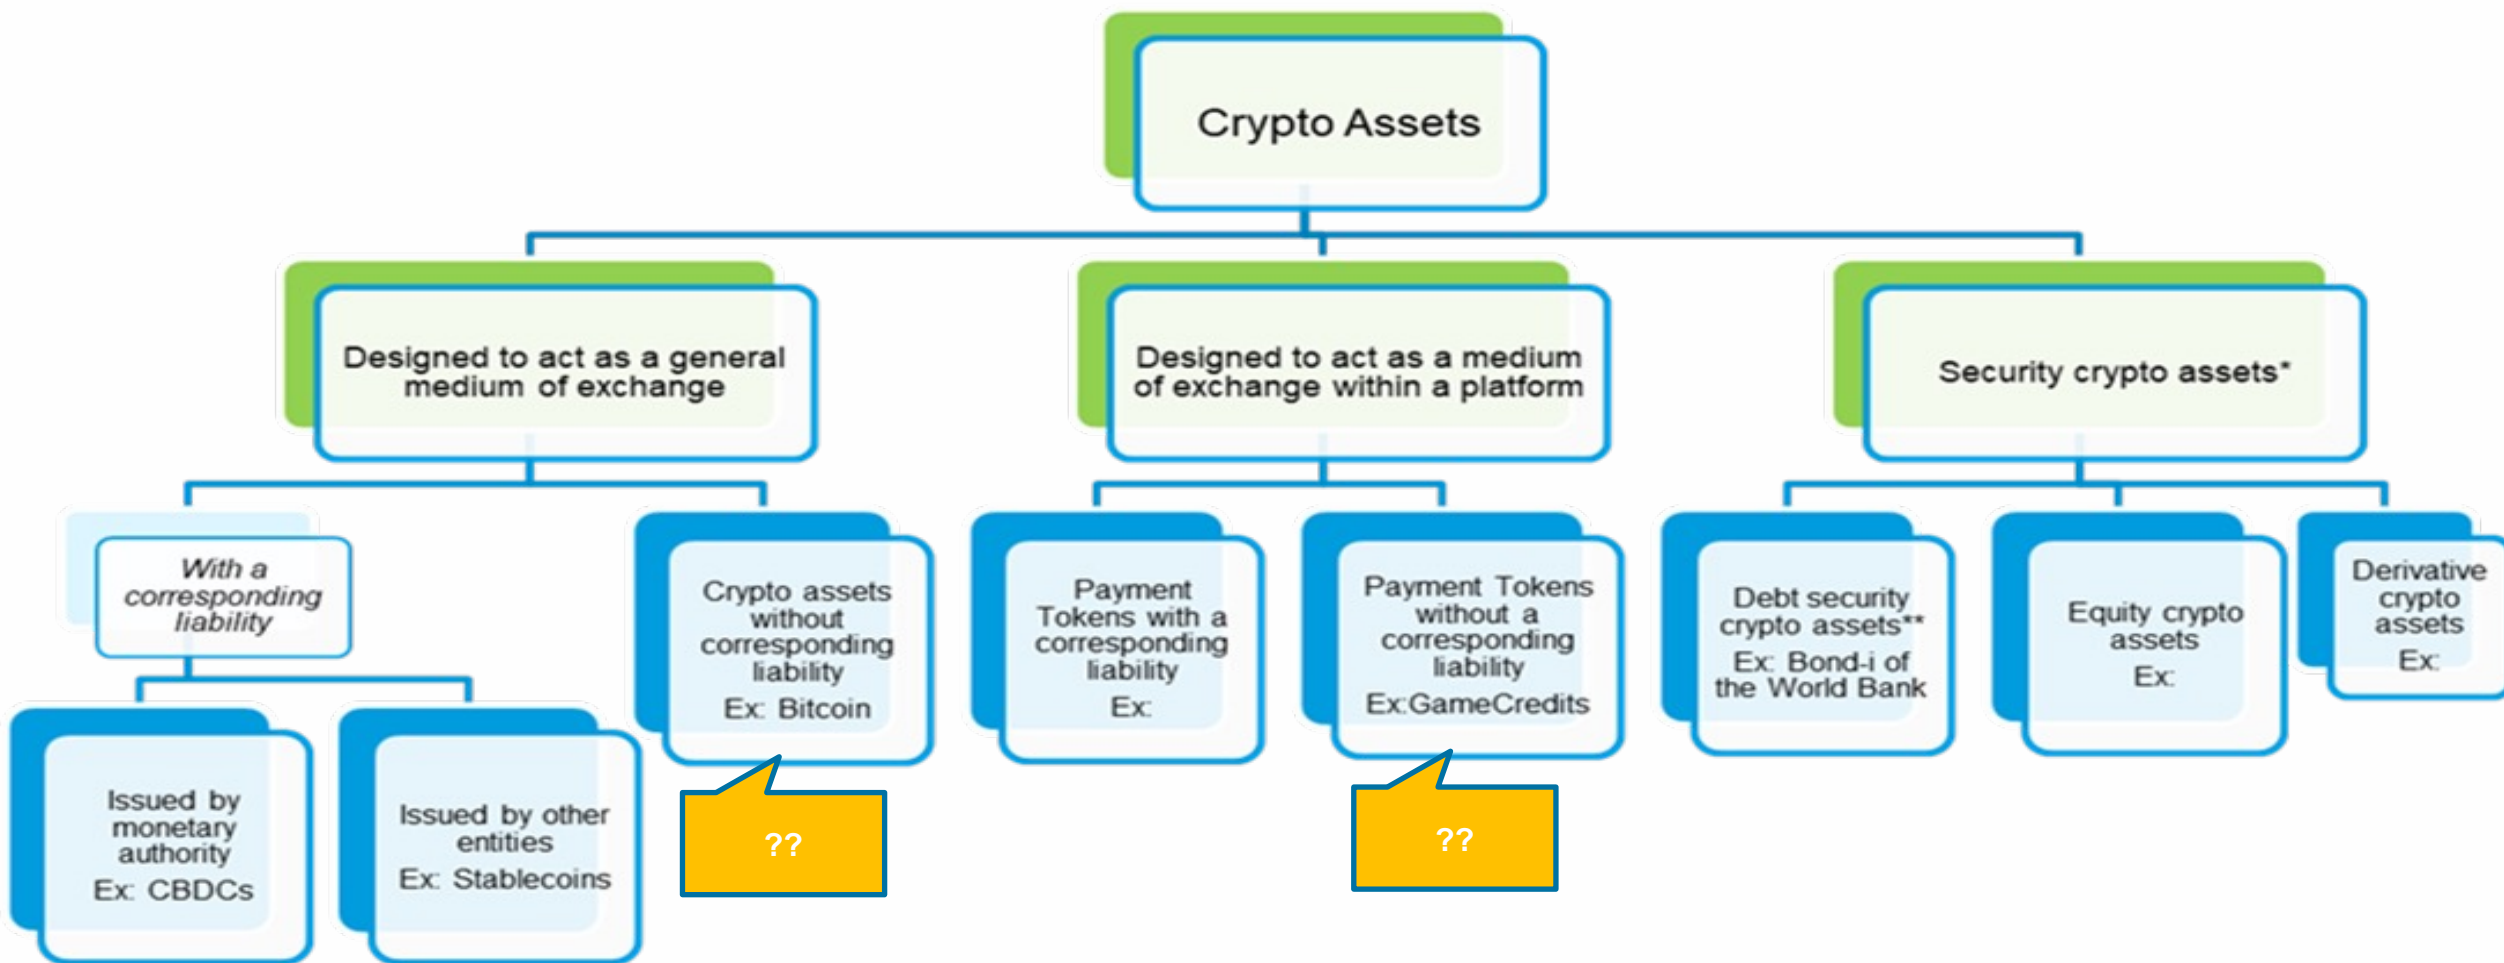 Crypto Assets
Designed to act as a general
medium of exchange
Designed to act as a medium
of exchange within a platform
Security crypto assets*
With a
corresponding
liability
Crypto assets
without
corresponding
liability
Ex: Bitcoin
Payment
Tokens with a
corresponding
liability
Ex:
Payment Tokens
without a
corresponding
liability
Ex:GameCredits
Debt security
crypto assets**
Ex: Bond-i of
the World Bank
Equity crypto
assets
Ex:
Derivative
crypto
assets
Ex:
Issued by
monetary
authority
Ex: CBDCs
Issued by other
entities
Ex: Stablecoins
??
??